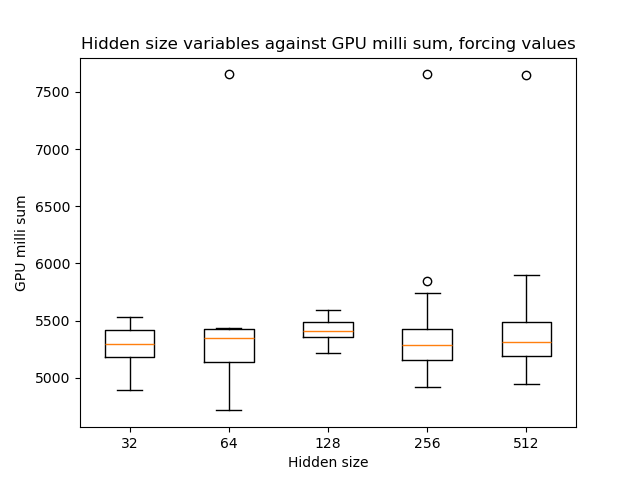 Hidden size variables against GPU milli sum, forcing values
7500
7000
6500
6000
5500
5000
GPU milli sum
32 64 128 256 512
Hidden size